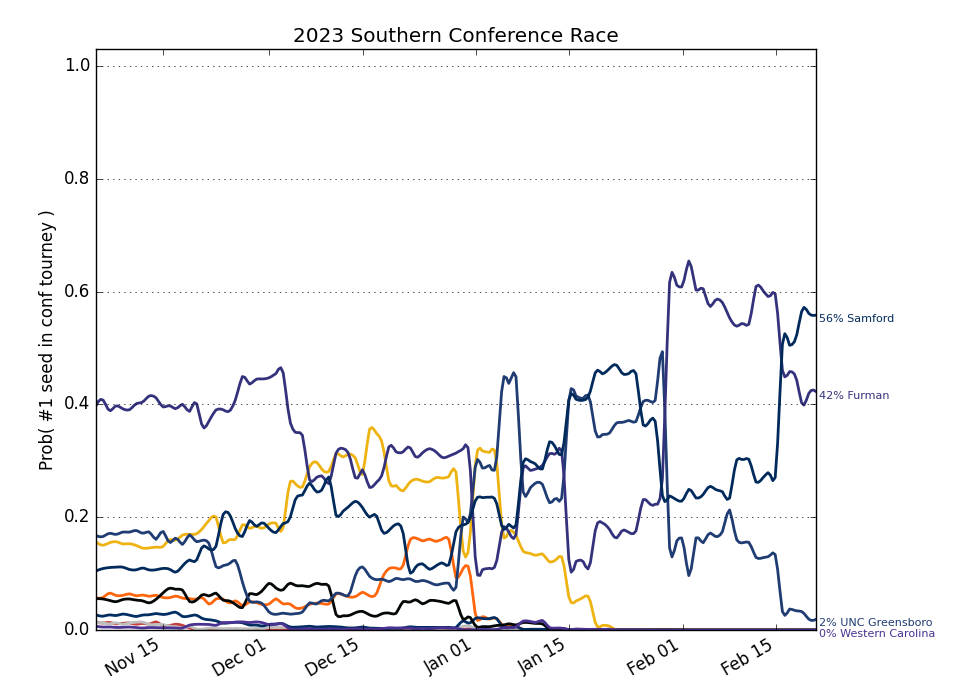 2023 Southern Conference Race
Prob( #1 seed in conf tourney )
1.0
0.8
0.6
0.4
0.2
0.0
56% Samford
42% Furman
2% UNC Greensboro
0% Western Carolina
Nov 15
Dec 01
Dec 15
Jan 01
Jan 15
Feb 01
Feb 15